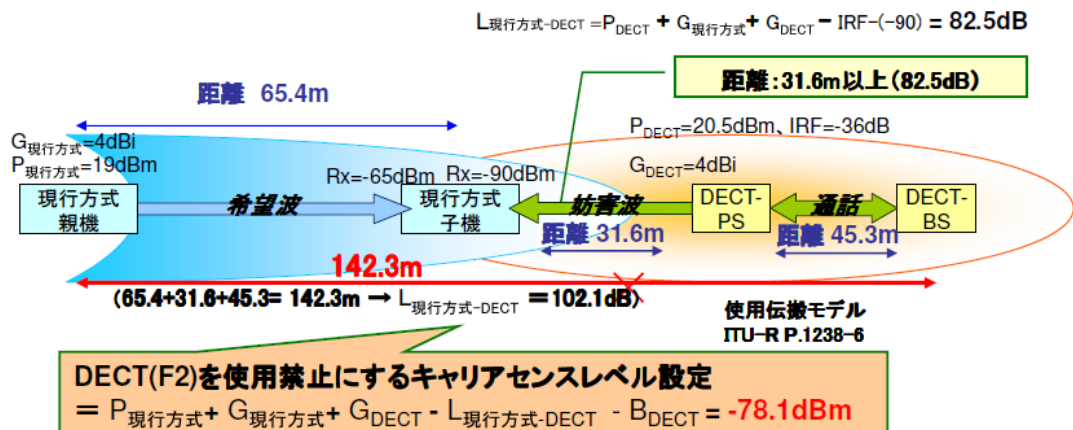 L現行方式-DECT =PDECT + G現行方式+ GDECT – IRF-(-90) = 82.5dB
距離:31.6m以上(82.5dB)
距離 65.4m
PDECT=20.5dBm、IRF=-36dB
G現行方式=4dBi
P現行方式=19dBm
GDECT=4dBi
Rx=-65dBm Rx=-90dBm
現行方式
親機
希望波
現行方式
子機
妨害波
DECT-
PS
通話
DECT-
BS
距離 31.6m
距離 45.3m
142.3m
(65.4+31.6+45.3= 142.3m → L現行方式-DECT =102.1dB)
使用伝搬モデル
ITU-R P.1238-6
DECT(F2)を使用禁止にするキャリアセンスレベル設定
= P現行方式+ G現行方式+ GDECT - L現行方式-DECT - BDECT = -78.1dBm